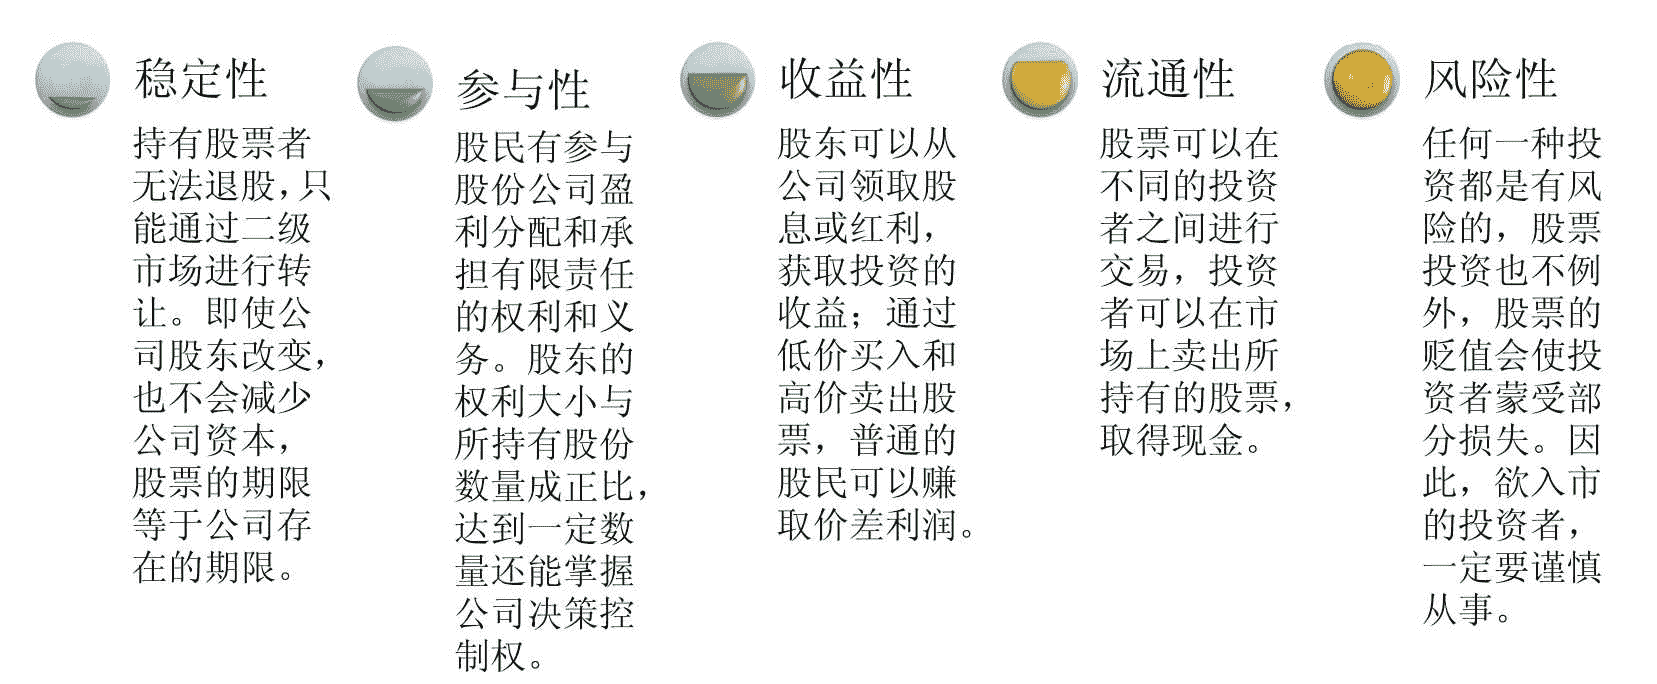 稳定性
持有股票者
无法退股，只
能通过二级
市场进行转
让。即使公
司股东改变，
也不会减少
公司资本，
股票的期限
等于公司存
在的期限。
参与性
股民有参与
股份公司盈
利分配和承
担有限责任
的权利和义
务。股东的
权利大小与
所持有股份
数量成正比，
达到一定数
量还能掌握
公司决策控
制权。
收益性
股东可以从
公司领取股
息或红利，
获取投资的
收益；通过
低价买入和
高价卖出股
票，普通的
股民可以赚
取价差利润。
流通性
股票可以在
不同的投资
者之间进行
交易，投资
者可以在市
场上卖出所
持有的股票，
取得现金。
风险性
任何一种投
资都是有风
险的，股票
投资也不例
外，股票的
贬值会使投
资者蒙受部
分损失。因
此，欲入市
的投资者，
一定要谨慎
从事。